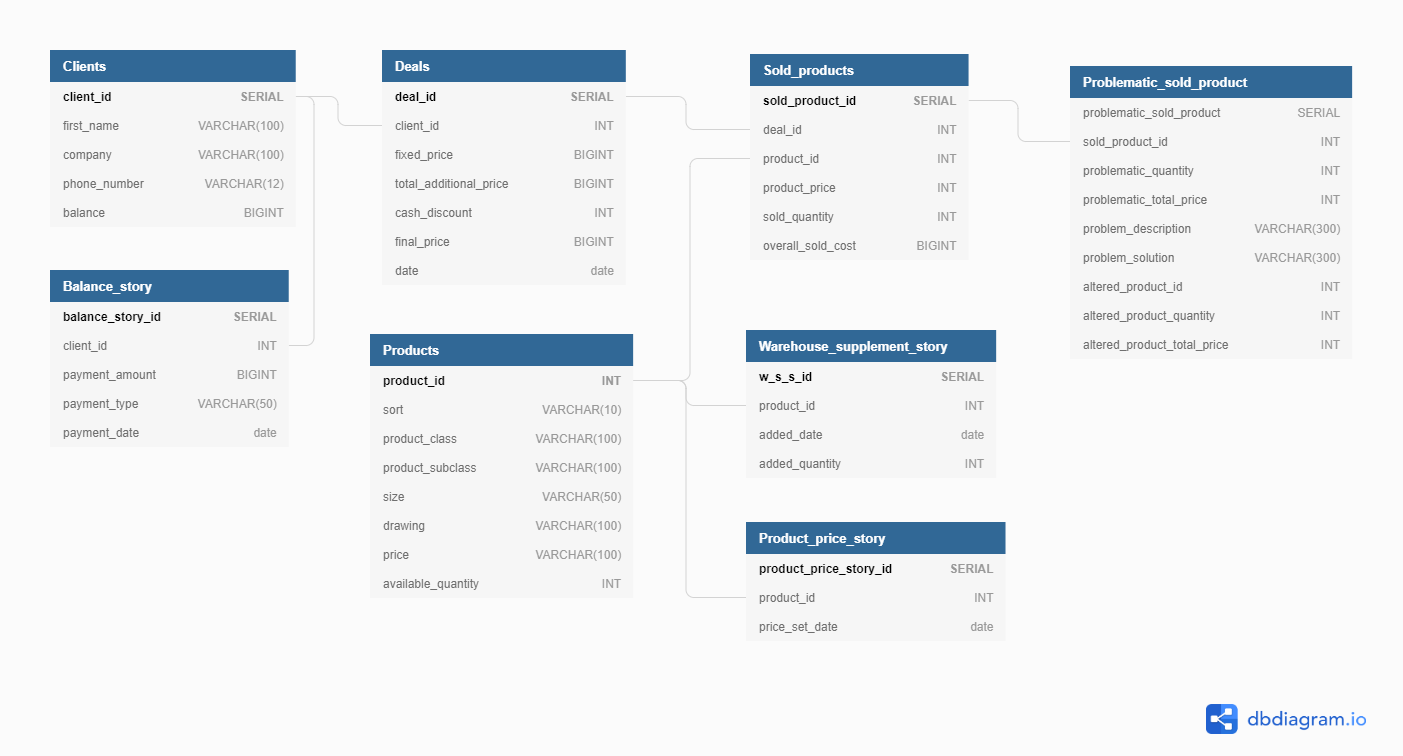 Clients
client_id SERIAL
first_name VARCHAR(100)
company VARCHAR(100)
phone_number VARCHAR(12)
balance BIGINT
Balance_story
balance_story_id SERIAL
client_id INT
payment_amount BIGINT
payment_type VARCHAR(50)
payment_date date
Deals
deal_id SERIAL
client_id INT
fixed_price BIGINT
total_additional_price BIGINT
cash_discount INT
final_price BIGINT
date date
Products
product_id INT
sort VARCHAR(10)
product_class VARCHAR(100)
product_subclass VARCHAR(100)
size VARCHAR(50)
drawing VARCHAR(100)
price VARCHAR(100)
available_quantity INT
Sold_products
sold_product_id SERIAL
deal_id INT
product_id INT
product_price INT
sold_quantity INT
overall_sold_cost BIGINT
Warehouse_supplement_story
w_s_s_id SERIAL
product_id INT
added_date date
added_quantity INT
Product_price_story
product_price_story_id SERIAL
product_id INT
price_set_date date
Problematic_sold_product
problematic_sold_product SERIAL
sold_product_id INT
problematic_quantity INT
problematic_total_price INT
problem_description VARCHAR(300)
problem_solution VARCHAR(300)
altered_product_id INT
altered_product_quantity INT
altered_product_total_price INT
dbdiagram.io